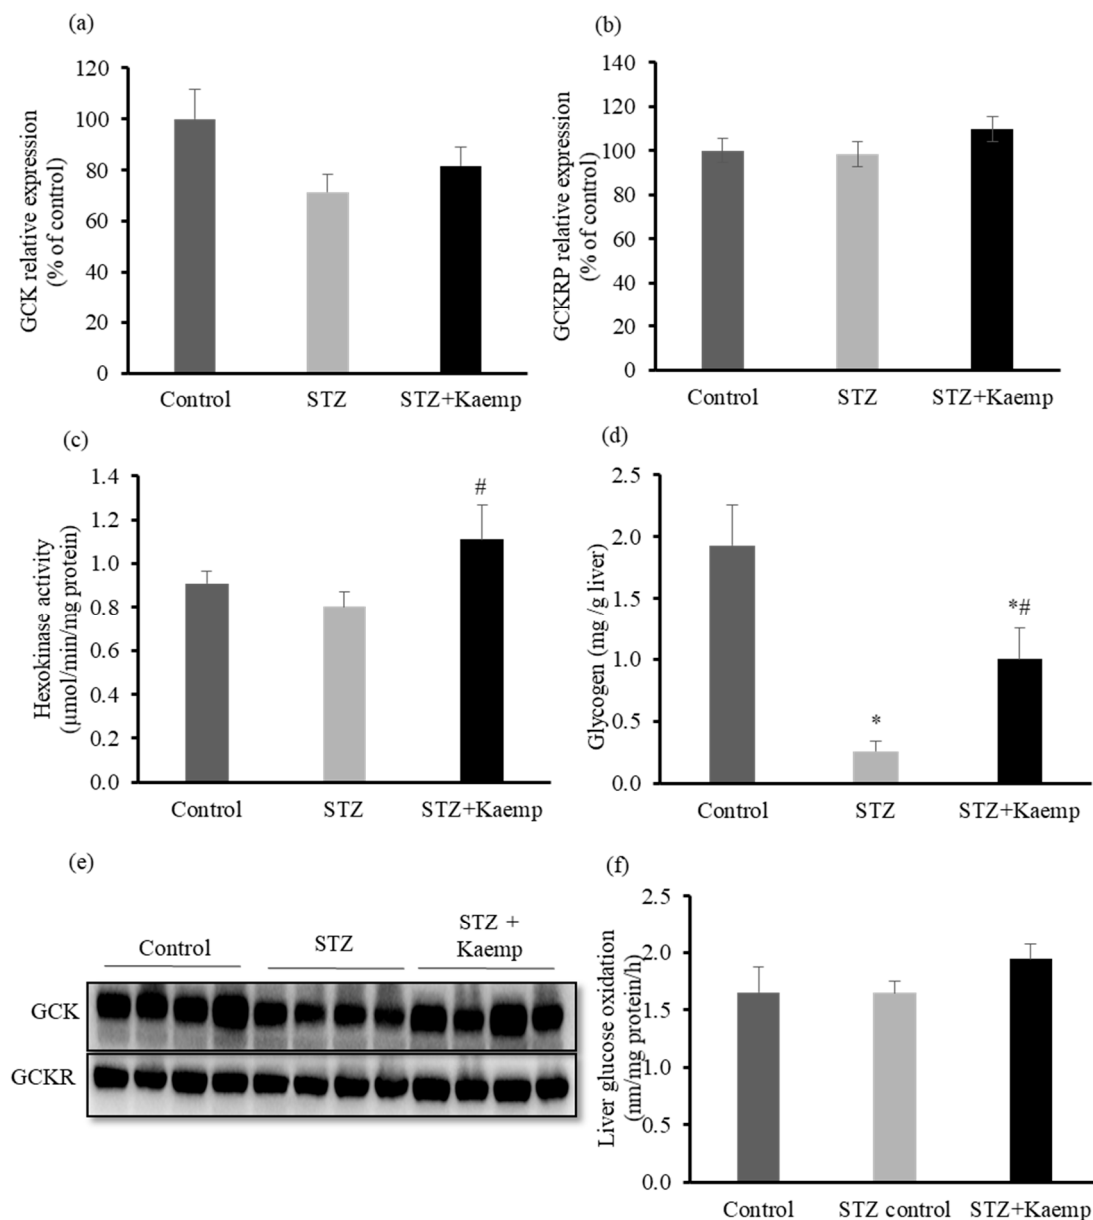 (a)
GCK relative expression
(% of control)
120
100
80
60
40
20
0
Control STZ STZ+Kaemp
(b)
GCKRP relative expression
(% of control)
140
120
100
80
60
40
20
0
Control STZ STZ+Kaemp
(c)
Hexokinase activity
(μmol/min/mg protein)
1.4
1.2
1.0
0.8
0.6
0.4
0.2
0.0
#
Control STZ STZ+Kaemp
(d)
Glycogen (mg /g liver)
2.5
2.0
1.5
1.0
0.5
0.0
*
*#
Control STZ STZ+Kaemp
(e)
Control STZ STZ +
Kaemp
GCK
GCKR
(f)
Liver glucose oxidation
(nm/mg protein/h)
2.5
2.0
1.5
1.0
0.5
0.0
Control STZ control STZ+Kaemp